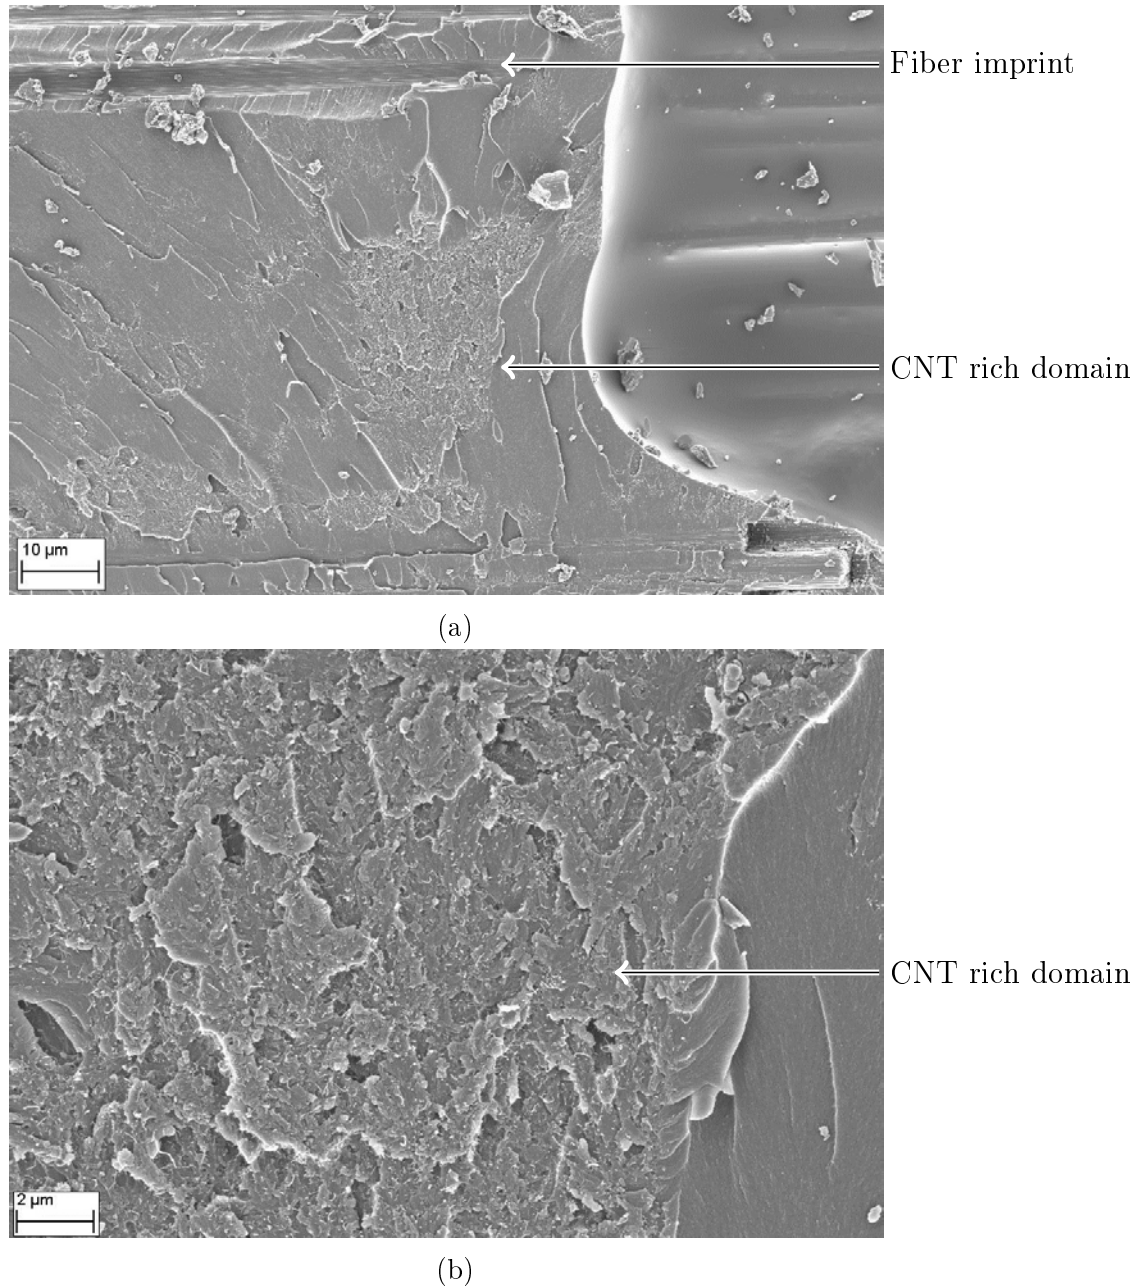 Fiber imprint
CNT rich domain
10 µm
(a)
CNT rich domain
2 µm
(b)